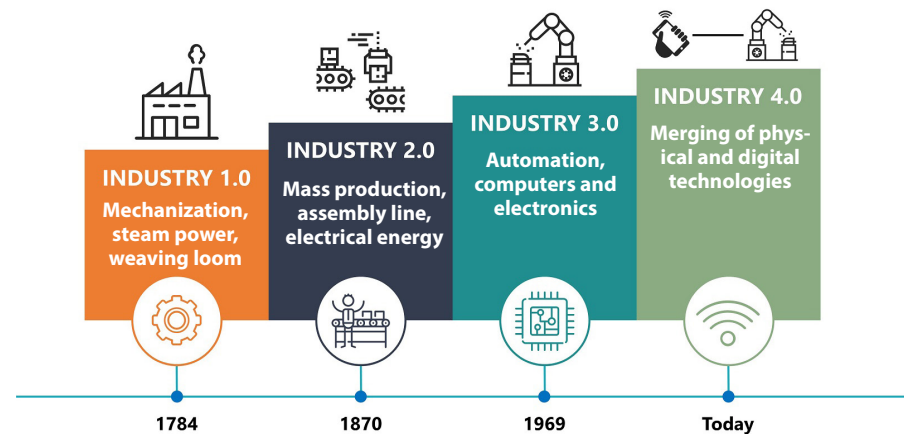 INDUSTRY 1.0
Mechanization,
steam power,
weaving loom
INDUSTRY 2.0
Mass production,
assembly line,
electrical energy
INDUSTRY 3.0
Automation,
computers and
electronics
INDUSTRY 4.0
Merging of phys-
ical and digital
technologies
1784
1870
1969
Today